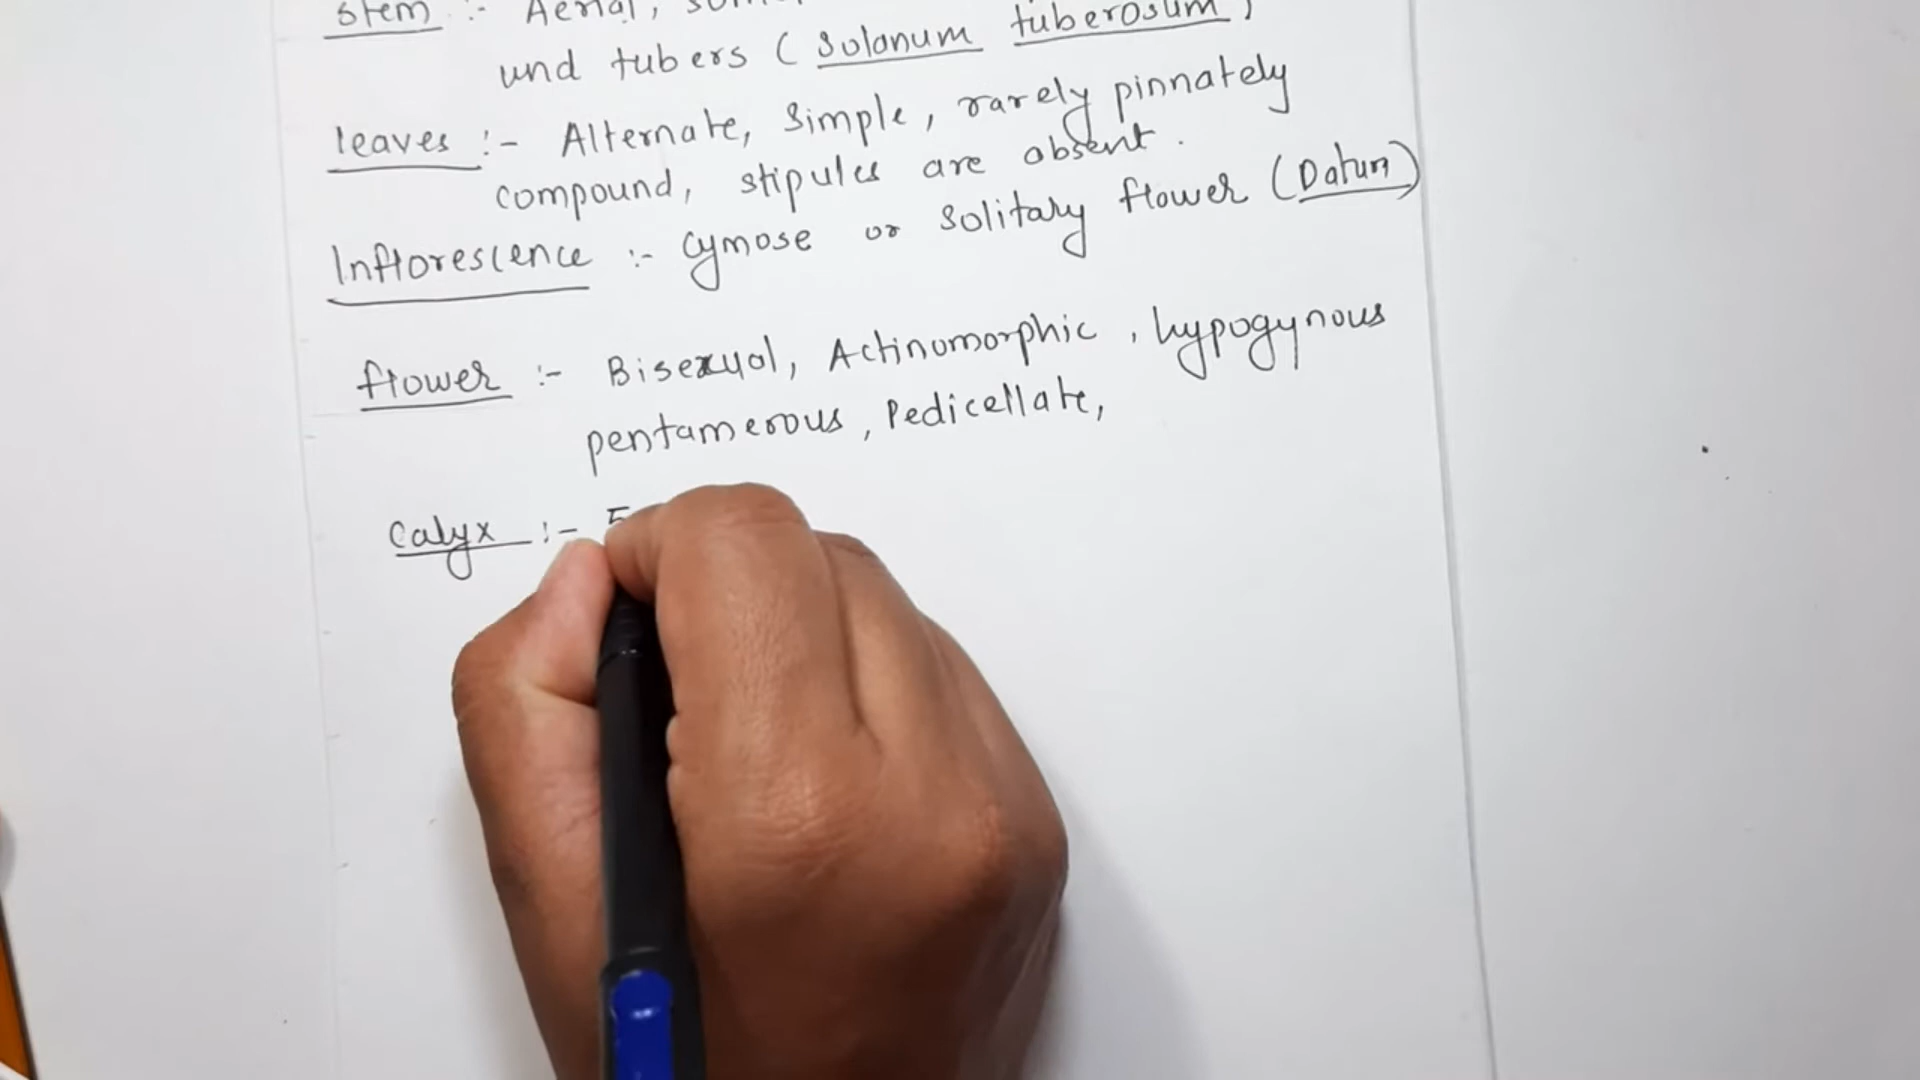 Stem :- Aerial,
und tubers (Solanum tuberosum)
leaves :- Alternate, Simple, rarely pinnately
compound, stipules are absent.
Inflorescence :- Cymose or Solitary flower (Datura)
flower :- Bisexual, Actinomorphic, hypogynous
pentamerous, Pedicellate,
Calyx :- 5